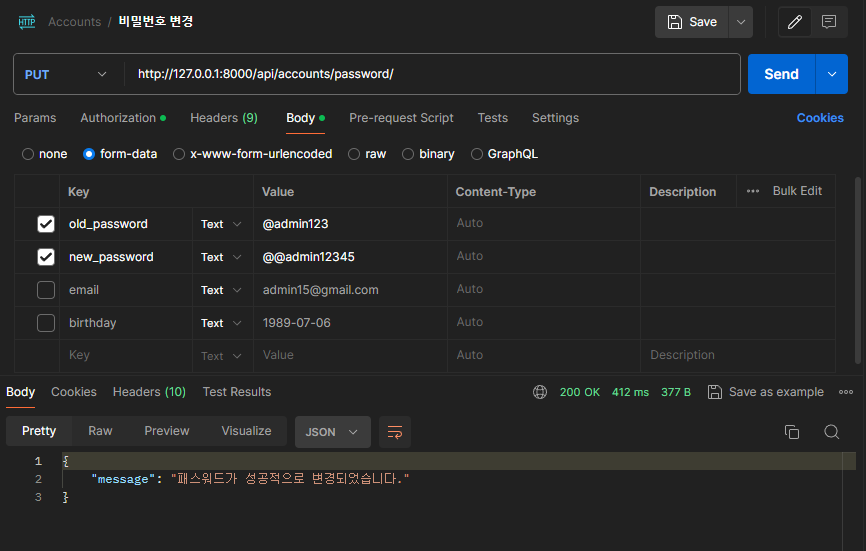 HTTP Accounts / 비밀번호 변경 Save
PUT http://127.0.0.1:8000/api/accounts/password/ Send
Params Authorization Headers (9) Body Pre-request Script Tests Settings Cookies
none form-data x-www-form-urlencoded raw binary GraphQL
Key Value Content-Type Description ••• Bulk Edit
old_password Text @admin123 Auto
new_password Text @@admin12345 Auto
email Text admin15@gmail.com Auto
birthday Text 1989-07-06 Auto
Key Text Value Auto Description
Body Cookies Headers (10) Test Results 200 OK 412 ms 377 B Save as example
Pretty Raw Preview Visualize JSON
1 {
2 "message": "패스워드가 성공적으로 변경되었습니다."
3 }